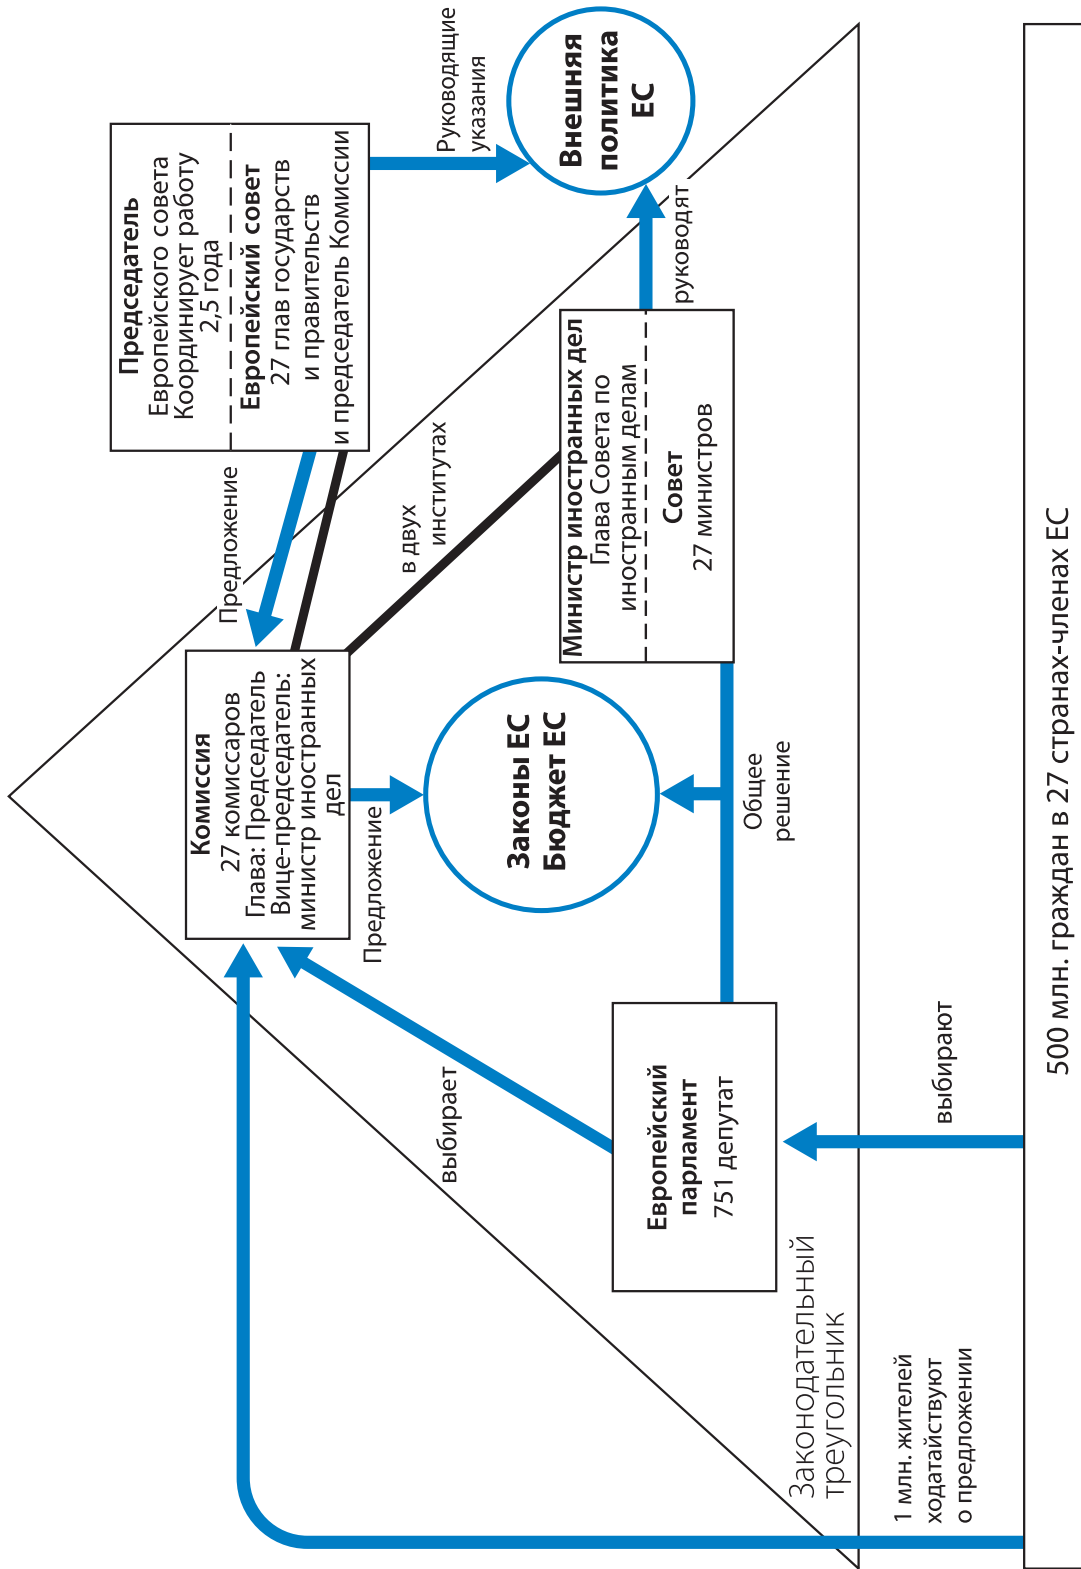 Председатель
Европейского совета
Координирует работу
2,5 года
Европейский совет
27 глав государств
и правительств
и председатель Комиссии
Руководящие
указания
Внешняя
политика
ЕС
Предложение
Комиссия
27 комиссаров
Глава: Председатель
Вице-председатель:
министр иностранных
дел
в двух
институтах
руководят
Министр иностранных дел
Глава Совета по
иностранным делам
Совет
27 министров
Предложение
Законы ЕС
Бюджет ЕС
Общее
решение
выбирает
Европейский
парламент
751 депутат
выбирают
Законодательный
треугольник
1 млн. жителей
ходатайствуют
о предложении
500 млн. граждан в 27 странах-членах ЕС